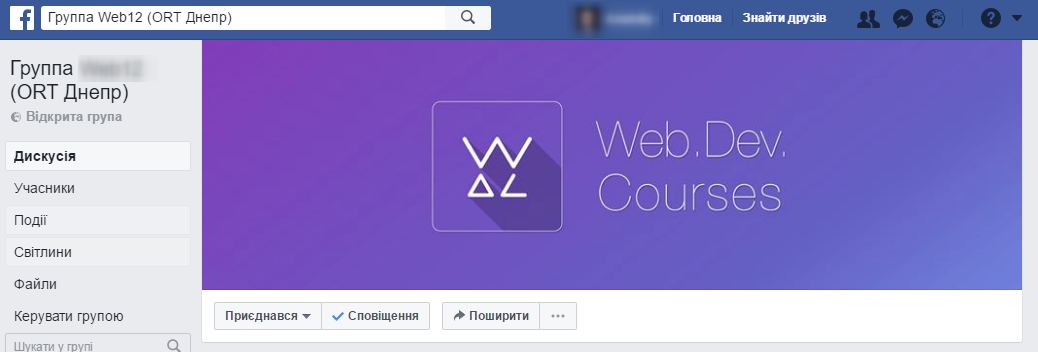 Группа Web12 (ORT Днепр)
Головна
Знайти друзів
Группа
(ORT Днепр)
Відкрита група
Дискусія
Учасники
Події
Світлини
Файли
Керувати групою
Шукати у групі
Web.Dev.
Courses
Приєднався
Сповіщення
Поширити